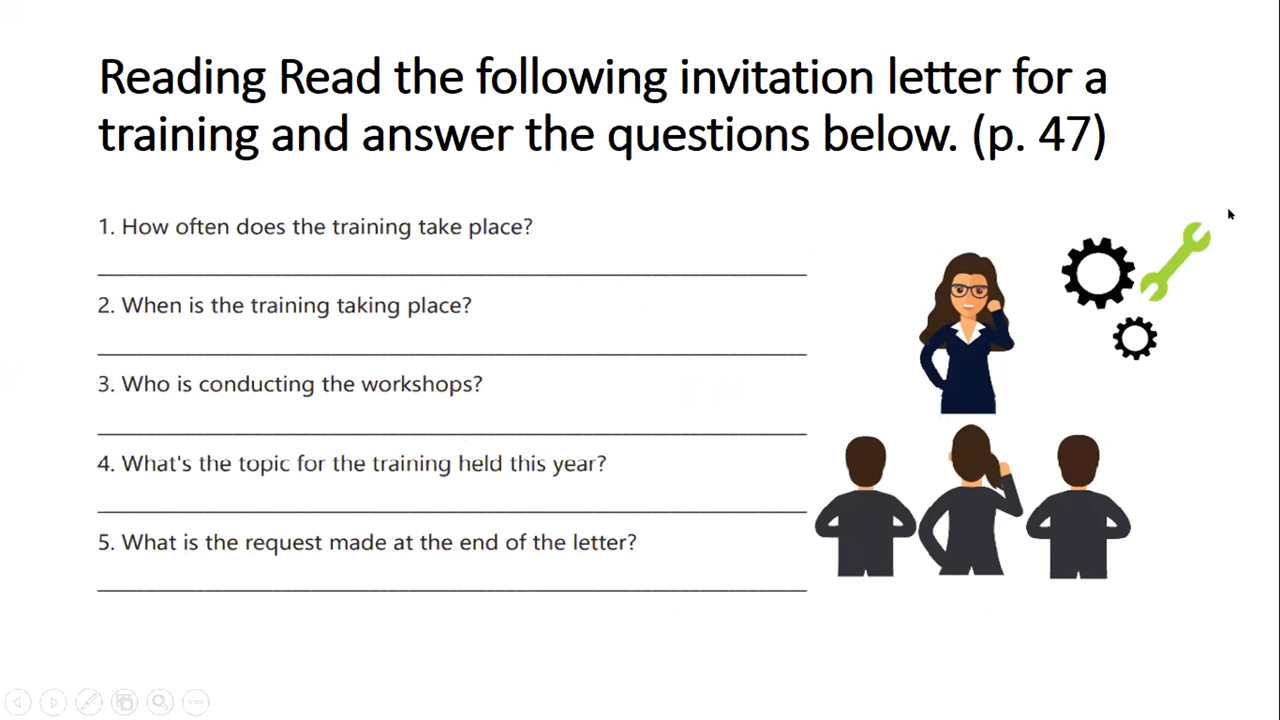 Reading Read the following invitation letter for a
training and answer the questions below. (p. 47)
1. How often does the training take place?
2. When is the training taking place?
3. Who is conducting the workshops?
4. What's the topic for the training held this year?
5. What is the request made at the end of the letter?